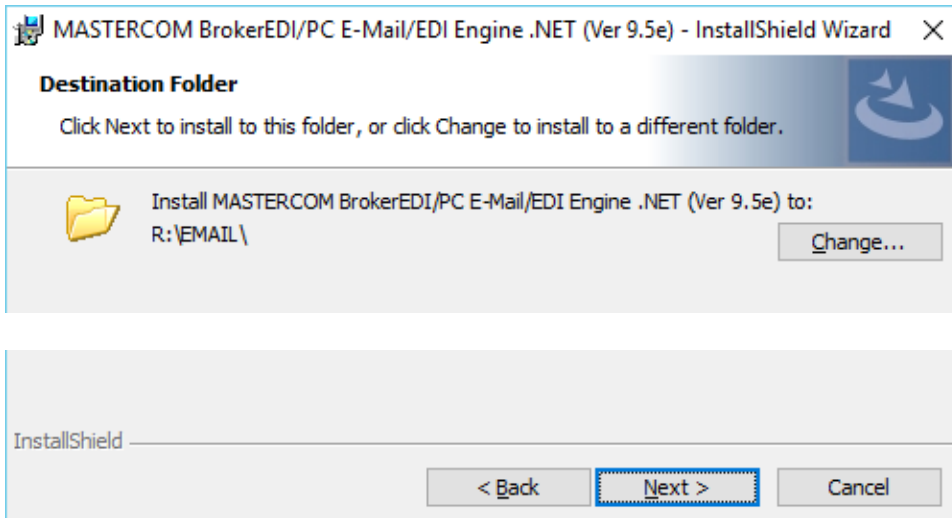 MASTERCOM BrokerEDI/PC E-Mail/EDI Engine .NET (Ver 9.5e) - InstallShield Wizard
Destination Folder
Click Next to install to this folder, or click Change to install to a different folder.
Install MASTERCOM BrokerEDI/PC E-Mail/EDI Engine .NET (Ver 9.5e) to:
R:\EMAIL\
Change...
InstallShield
< Back Next > Cancel